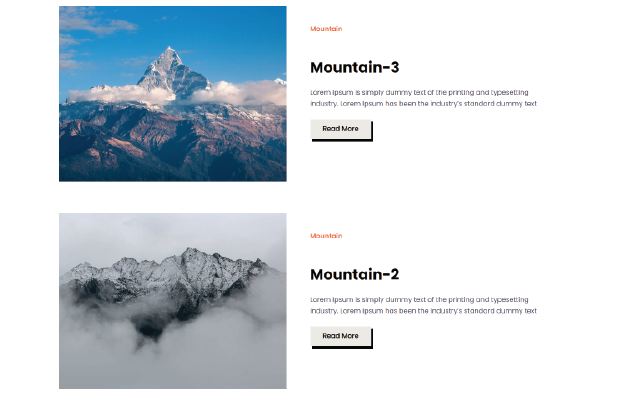 Mountain
Mountain-3
Lorem Ipsum is simply dummy text of the printing and typesetting
industry. Lorem Ipsum has been the industry's standard dummy text
Read More
Mountain
Mountain-2
Lorem Ipsum is simply dummy text of the printing and typesetting
industry. Lorem Ipsum has been the industry's standard dummy text
Read More